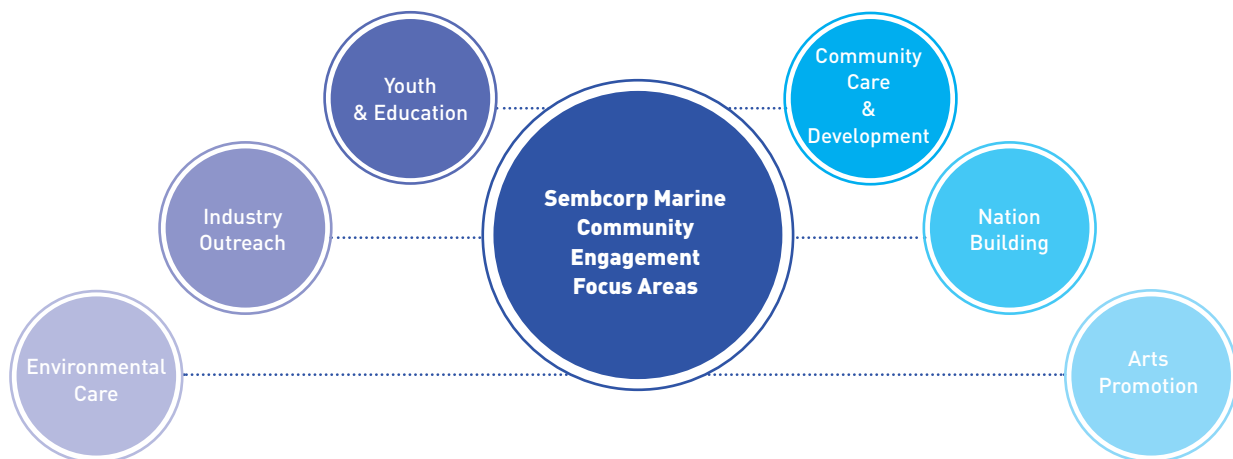 Youth
& Education
Community
Care
&
Development
Industry
Outreach
Sembcorp Marine
Community
Engagement
Focus Areas
Nation
Building
Environmental
Care
Arts
Promotion